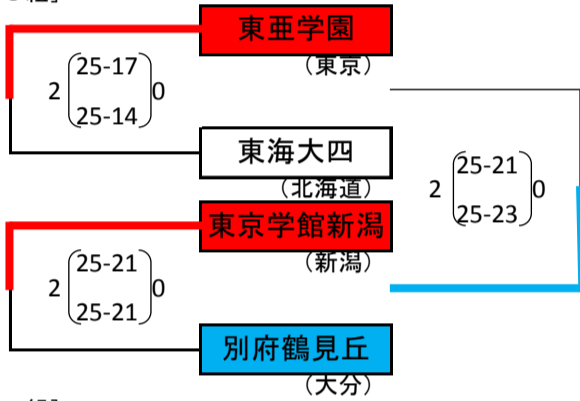 東亜学園
(東京)
2 25-17 0
25-14
東海大四
(北海道)
2 25-21 0
25-23
東京学館新潟
(新潟)
2 25-21 0
25-21
別府鶴見丘
(大分)